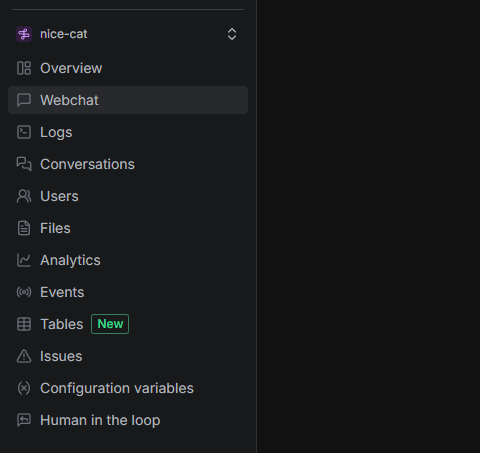 nice-cat
Overview
Webchat
Logs
Conversations
Users
Files
Analytics
Events
Tables New
Issues
Configuration variables
Human in the loop